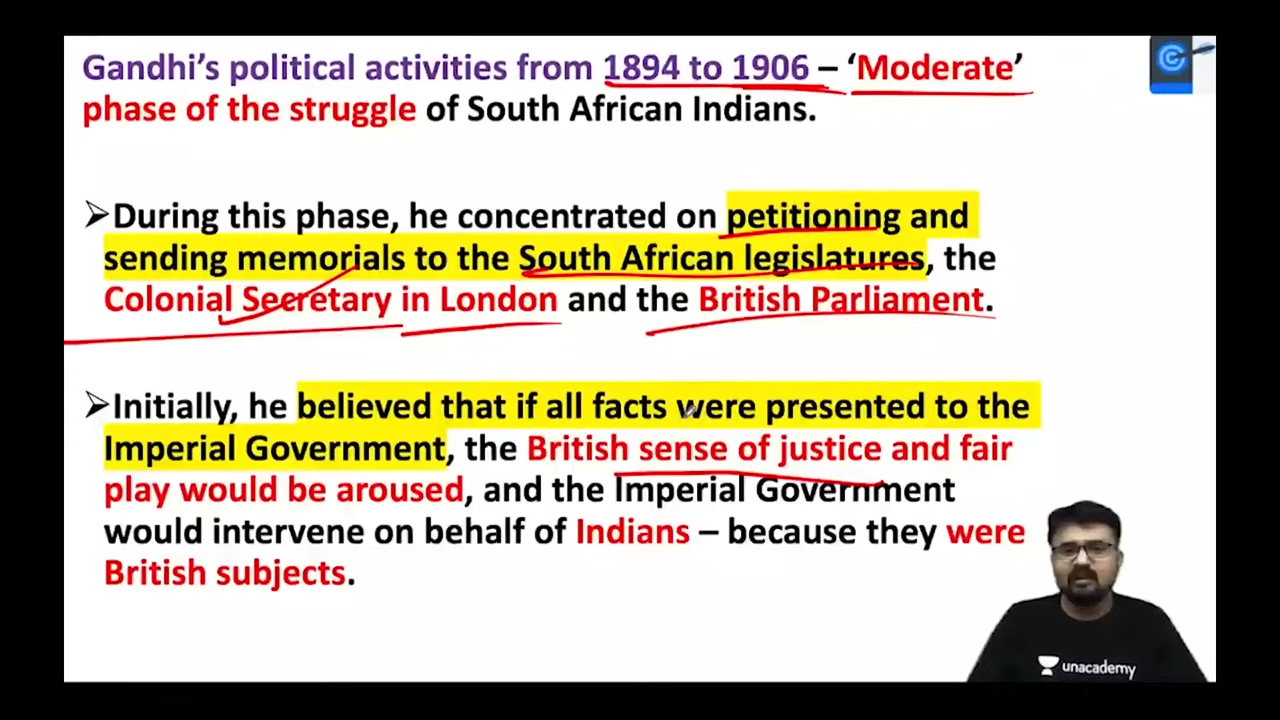 Gandhi’s political activities from 1894 to 1906 – ‘Moderate’
phase of the struggle of South African Indians.
➢During this phase, he concentrated on petitioning and
sending memorials to the South African legislatures, the
Colonial Secretary in London and the British Parliament.
➢Initially, he believed that if all facts were presented to the
Imperial Government, the British sense of justice and fair
play would be aroused, and the Imperial Government
would intervene on behalf of Indians – because they were
British subjects.
unacademy